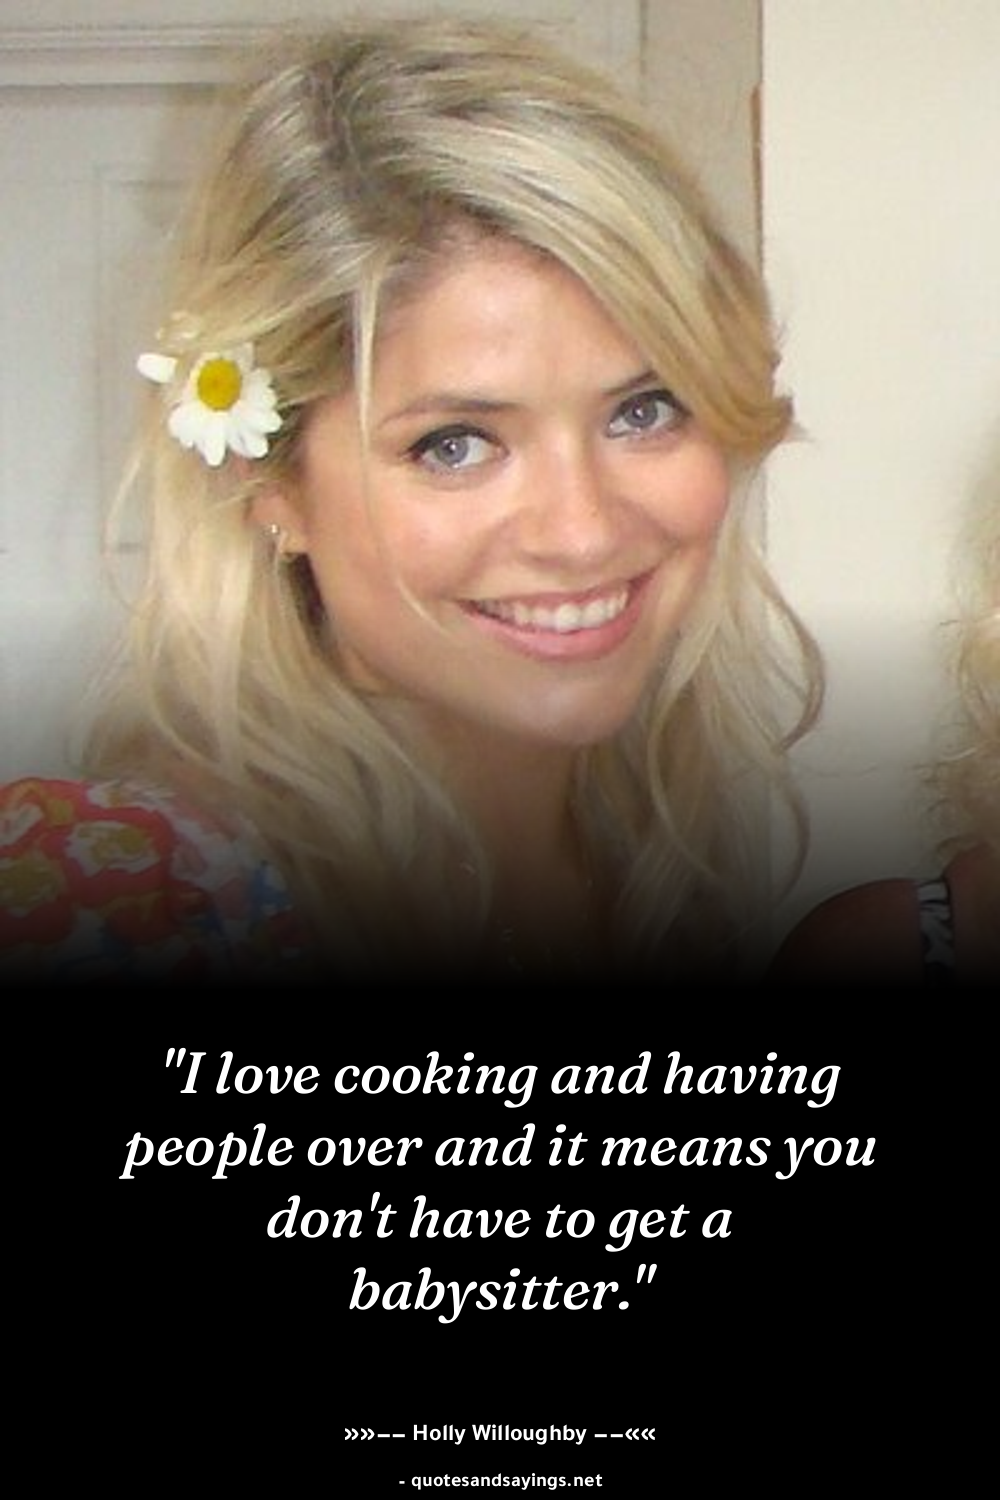 "I love cooking and having
people over and it means you
don't have to get a
babysitter."
»»–– Holly Willoughby ––««
- quotesandsayings.net